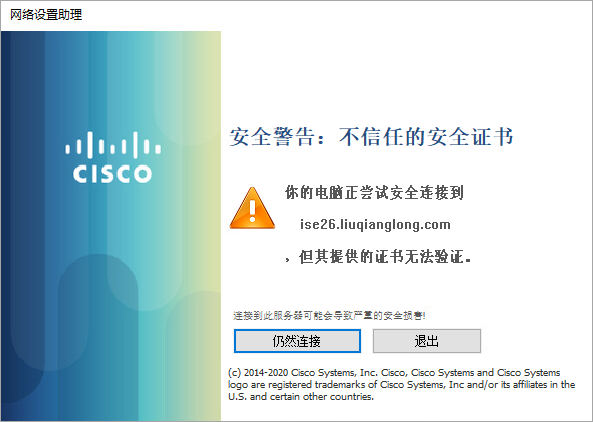 网络设置助理
CISCO
安全警告：不信任的安全证书
你的电脑正尝试安全连接到
ise26.liuqianglong.com
，但其提供的证书无法验证。
连接到此服务器可能会导致严重的安全损害!
仍然连接
退出
(c) 2014-2020 Cisco Systems, Inc. Cisco, Cisco Systems and Cisco Systems
logo are registered trademarks of Cisco Systems, Inc and/or its affiliates in the
U.S. and certain other countries.